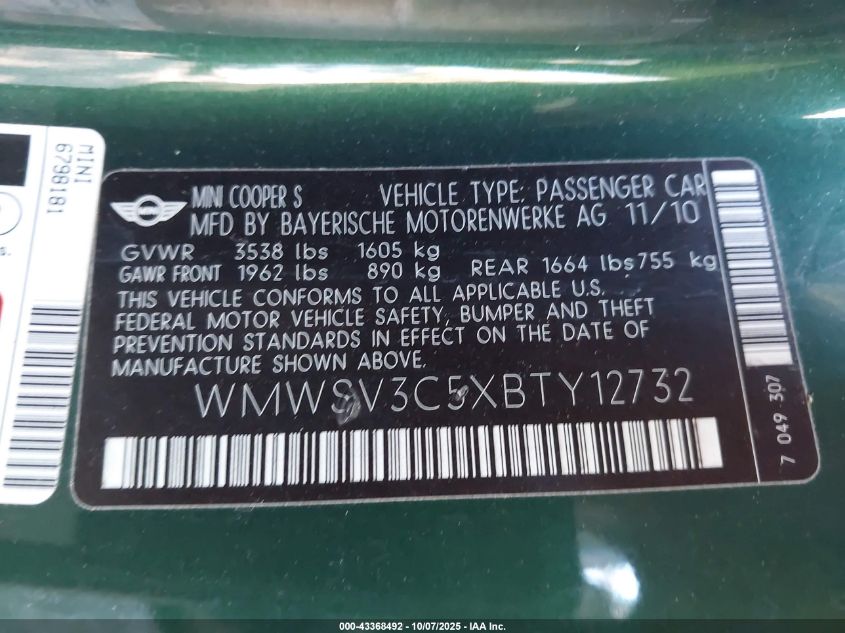 MINI
6798181
s.
MINI
MINI COOPER S VEHICLE TYPE: PASSENGER CAR
MFD BY BAYERISCHE MOTORENWERKE AG 11/10
GVWR 3538 lbs 1605 kg
GAWR FRONT 1962 lbs 890 kg REAR 1664 lbs755 kg
THIS VEHICLE CONFORMS TO ALL APPLICABLE U.S.
FEDERAL MOTOR VEHICLE SAFETY, BUMPER AND THEFT
PREVENTION STANDARDS IN EFFECT ON THE DATE OF
MANUFACTURE SHOWN ABOVE.
WMWSV3C5XBTY12732
7 049 307
000-43368492 - 10/07/2025 - IAA Inc.